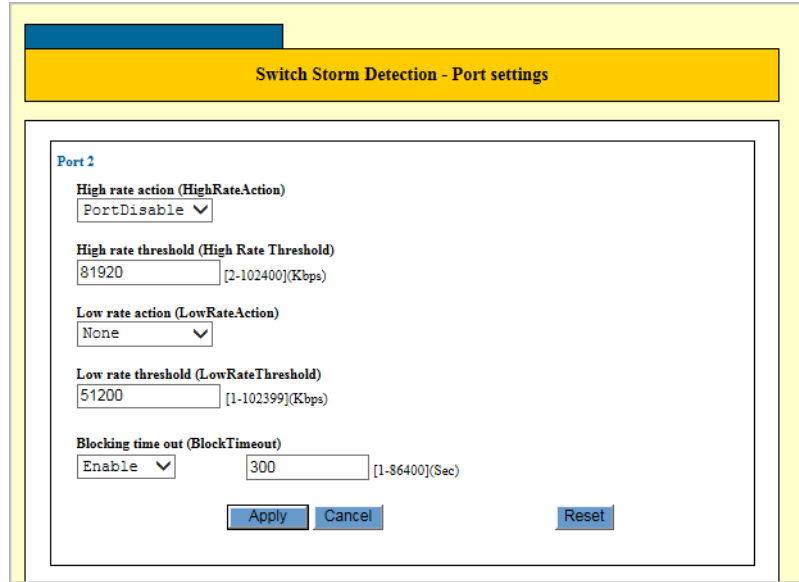 Switch Storm Detection - Port settings
Port 2
High rate action (HighRateAction)
PortDisable
High rate threshold (High Rate Threshold)
81920 [2-102400](Kbps)
Low rate action (LowRateAction)
None
Low rate threshold (LowRateThreshold)
51200 [1-102399](Kbps)
Blocking time out (BlockTimeout)
Enable 300 [1-86400](Sec)
Apply Cancel Reset